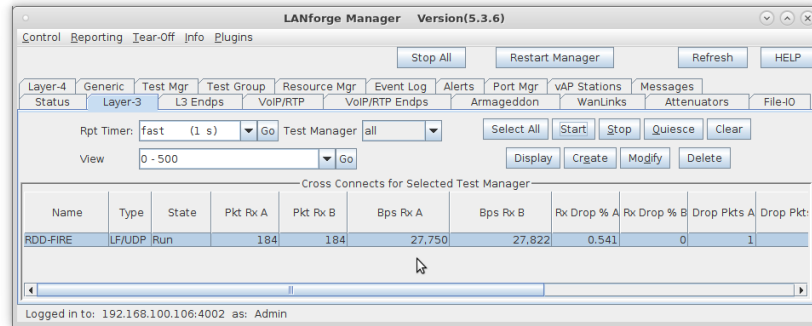 LANforge Manager Version(5.3.6)
Control Reporting Tear-Off Info Plugins
Stop All Restart Manager Refresh HELP
Layer-4 Generic Test Mgr Test Group Resource Mgr Event Log Alerts Port Mgr vAP Stations Messages
Status Layer-3 L3 Endps VoIP/RTP VoIP/RTP Endps Armageddon WanLinks Attenuators File-IO
Rpt Timer: fast (1 s) Go Test Manager all Select All Start Stop Quiesce Clear
View 0 - 500 Go Display Create Modify Delete
Cross Connects for Selected Test Manager
Name Type State Pkt Rx A Pkt Rx B Bps Rx A Bps Rx B Rx Drop % A Rx Drop % B Drop Pkts A Drop Pkts
RDD-FIRE LF/UDP Run 184 184 27,750 27,822 0.541 0 1
Logged in to: 192.168.100.106:4002 as: Admin